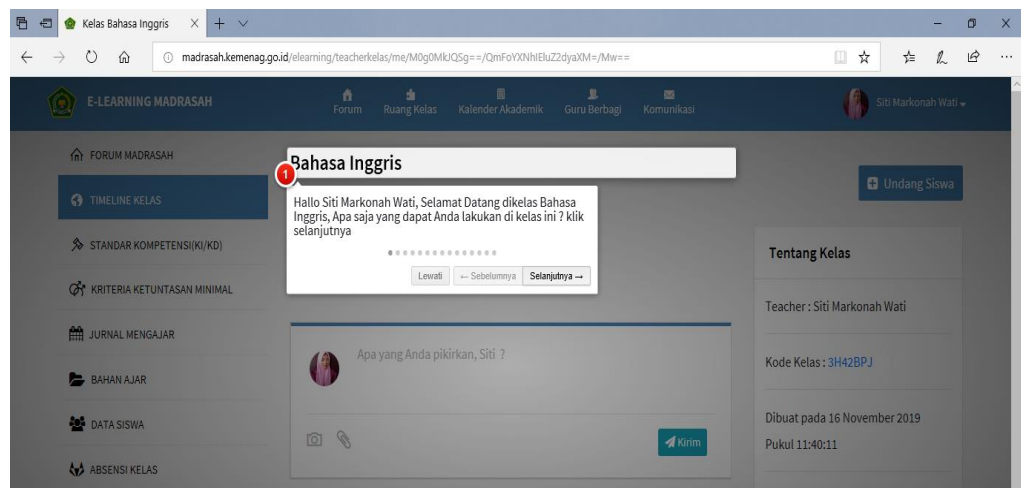 Kelas Bahasa Inggris
madrasah.kemenag.go.id/elearning/teacherkelas/me/M0g0MkJQSg==/QmFoYXNhIEluZ2dyaXM=/Mw==
E-LEARNING MADRASAH
Forum Ruang Kelas Kalender Akademik Guru Berbagi Komunikasi
Siti Markonah Wati
FORUM MADRASAH
TIMELINE KELAS
STANDAR KOMPETENSI(KI/KD)
KRITERIA KETUNTASAN MINIMAL
JURNAL MENGAJAR
BAHAN AJAR
DATA SISWA
ABSENSI KELAS
Bahasa Inggris
1
Hallo Siti Markonah Wati, Selamat Datang dikelas Bahasa
Inggris, Apa saja yang dapat Anda lakukan di kelas ini ? klik
selanjutnya
Lewati ← Sebelumnya Selanjutnya →
Apa yang Anda pikirkan, Siti ?
Kirim
Undang Siswa
Tentang Kelas
Teacher : Siti Markonah Wati
Kode Kelas : 3H42BPJ
Dibuat pada 16 November 2019
Pukul 11:40:11